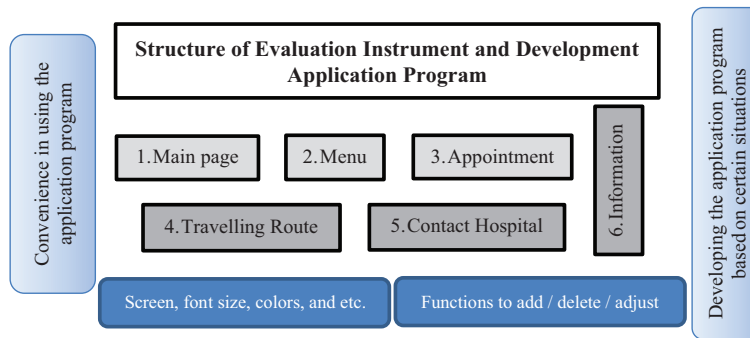 Convenience in using the
application program
Structure of Evaluation Instrument and Development
Application Program
1.Main page
2.Menu
3.Appointment
4.Travelling Route
5.Contact Hospital
6.Information
Screen, font size, colors, and etc.
Functions to add / delete / adjust
Developing the application program
based on certain situations